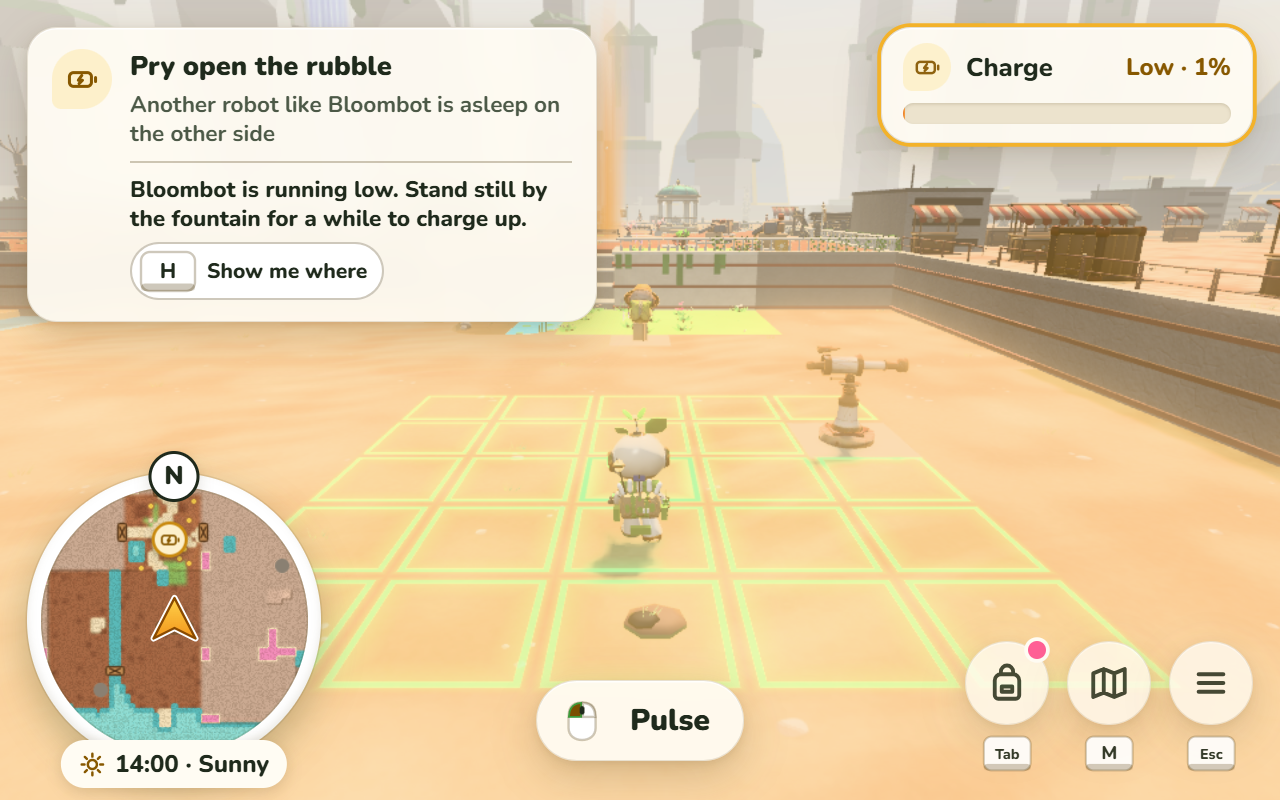 Pry open the rubble
Another robot like Bloombot is asleep on
the other side
Bloombot is running low. Stand still by
the fountain for a while to charge up.
H Show me where
Charge Low · 1%
N
14:00 · Sunny
Pulse
Tab M Esc